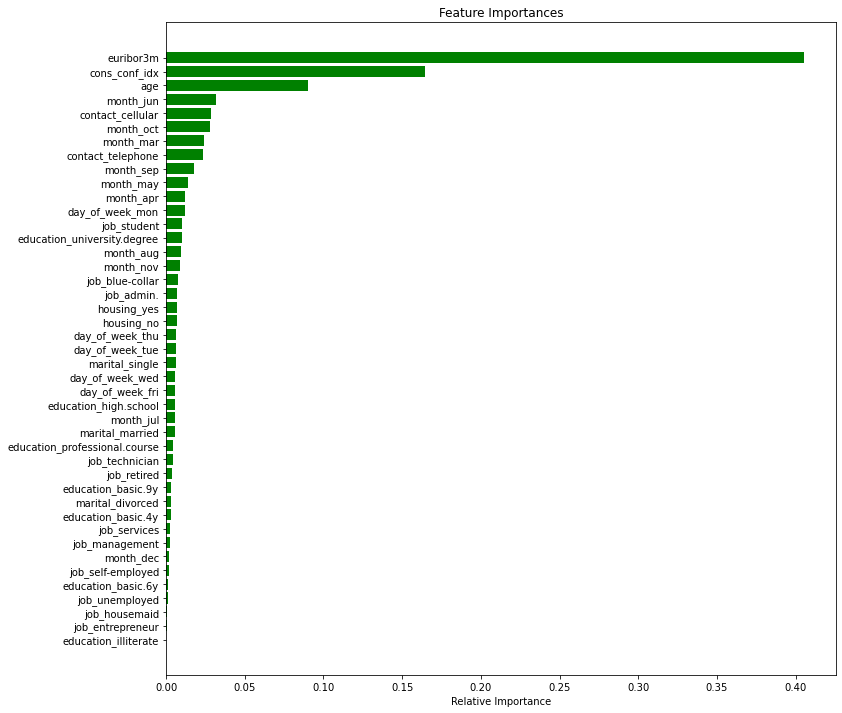 Feature Importances
euribor3m
cons_conf_idx
age
month_jun
contact_cellular
month_oct
month_mar
contact_telephone
month_sep
month_may
month_apr
day_of_week_mon
job_student
education_university.degree
month_aug
month_nov
job_blue-collar
job_admin.
housing_yes
housing_no
day_of_week_thu
day_of_week_tue
marital_single
day_of_week_wed
day_of_week_fri
education_high.school
month_jul
marital_married
education_professional.course
job_technician
job_retired
education_basic.9y
marital_divorced
education_basic.4y
job_services
job_management
month_dec
job_self-employed
education_basic.6y
job_unemployed
job_housemaid
job_entrepreneur
education_illiterate
0.00 0.05 0.10 0.15 0.20 0.25 0.30 0.35 0.40
Relative Importance